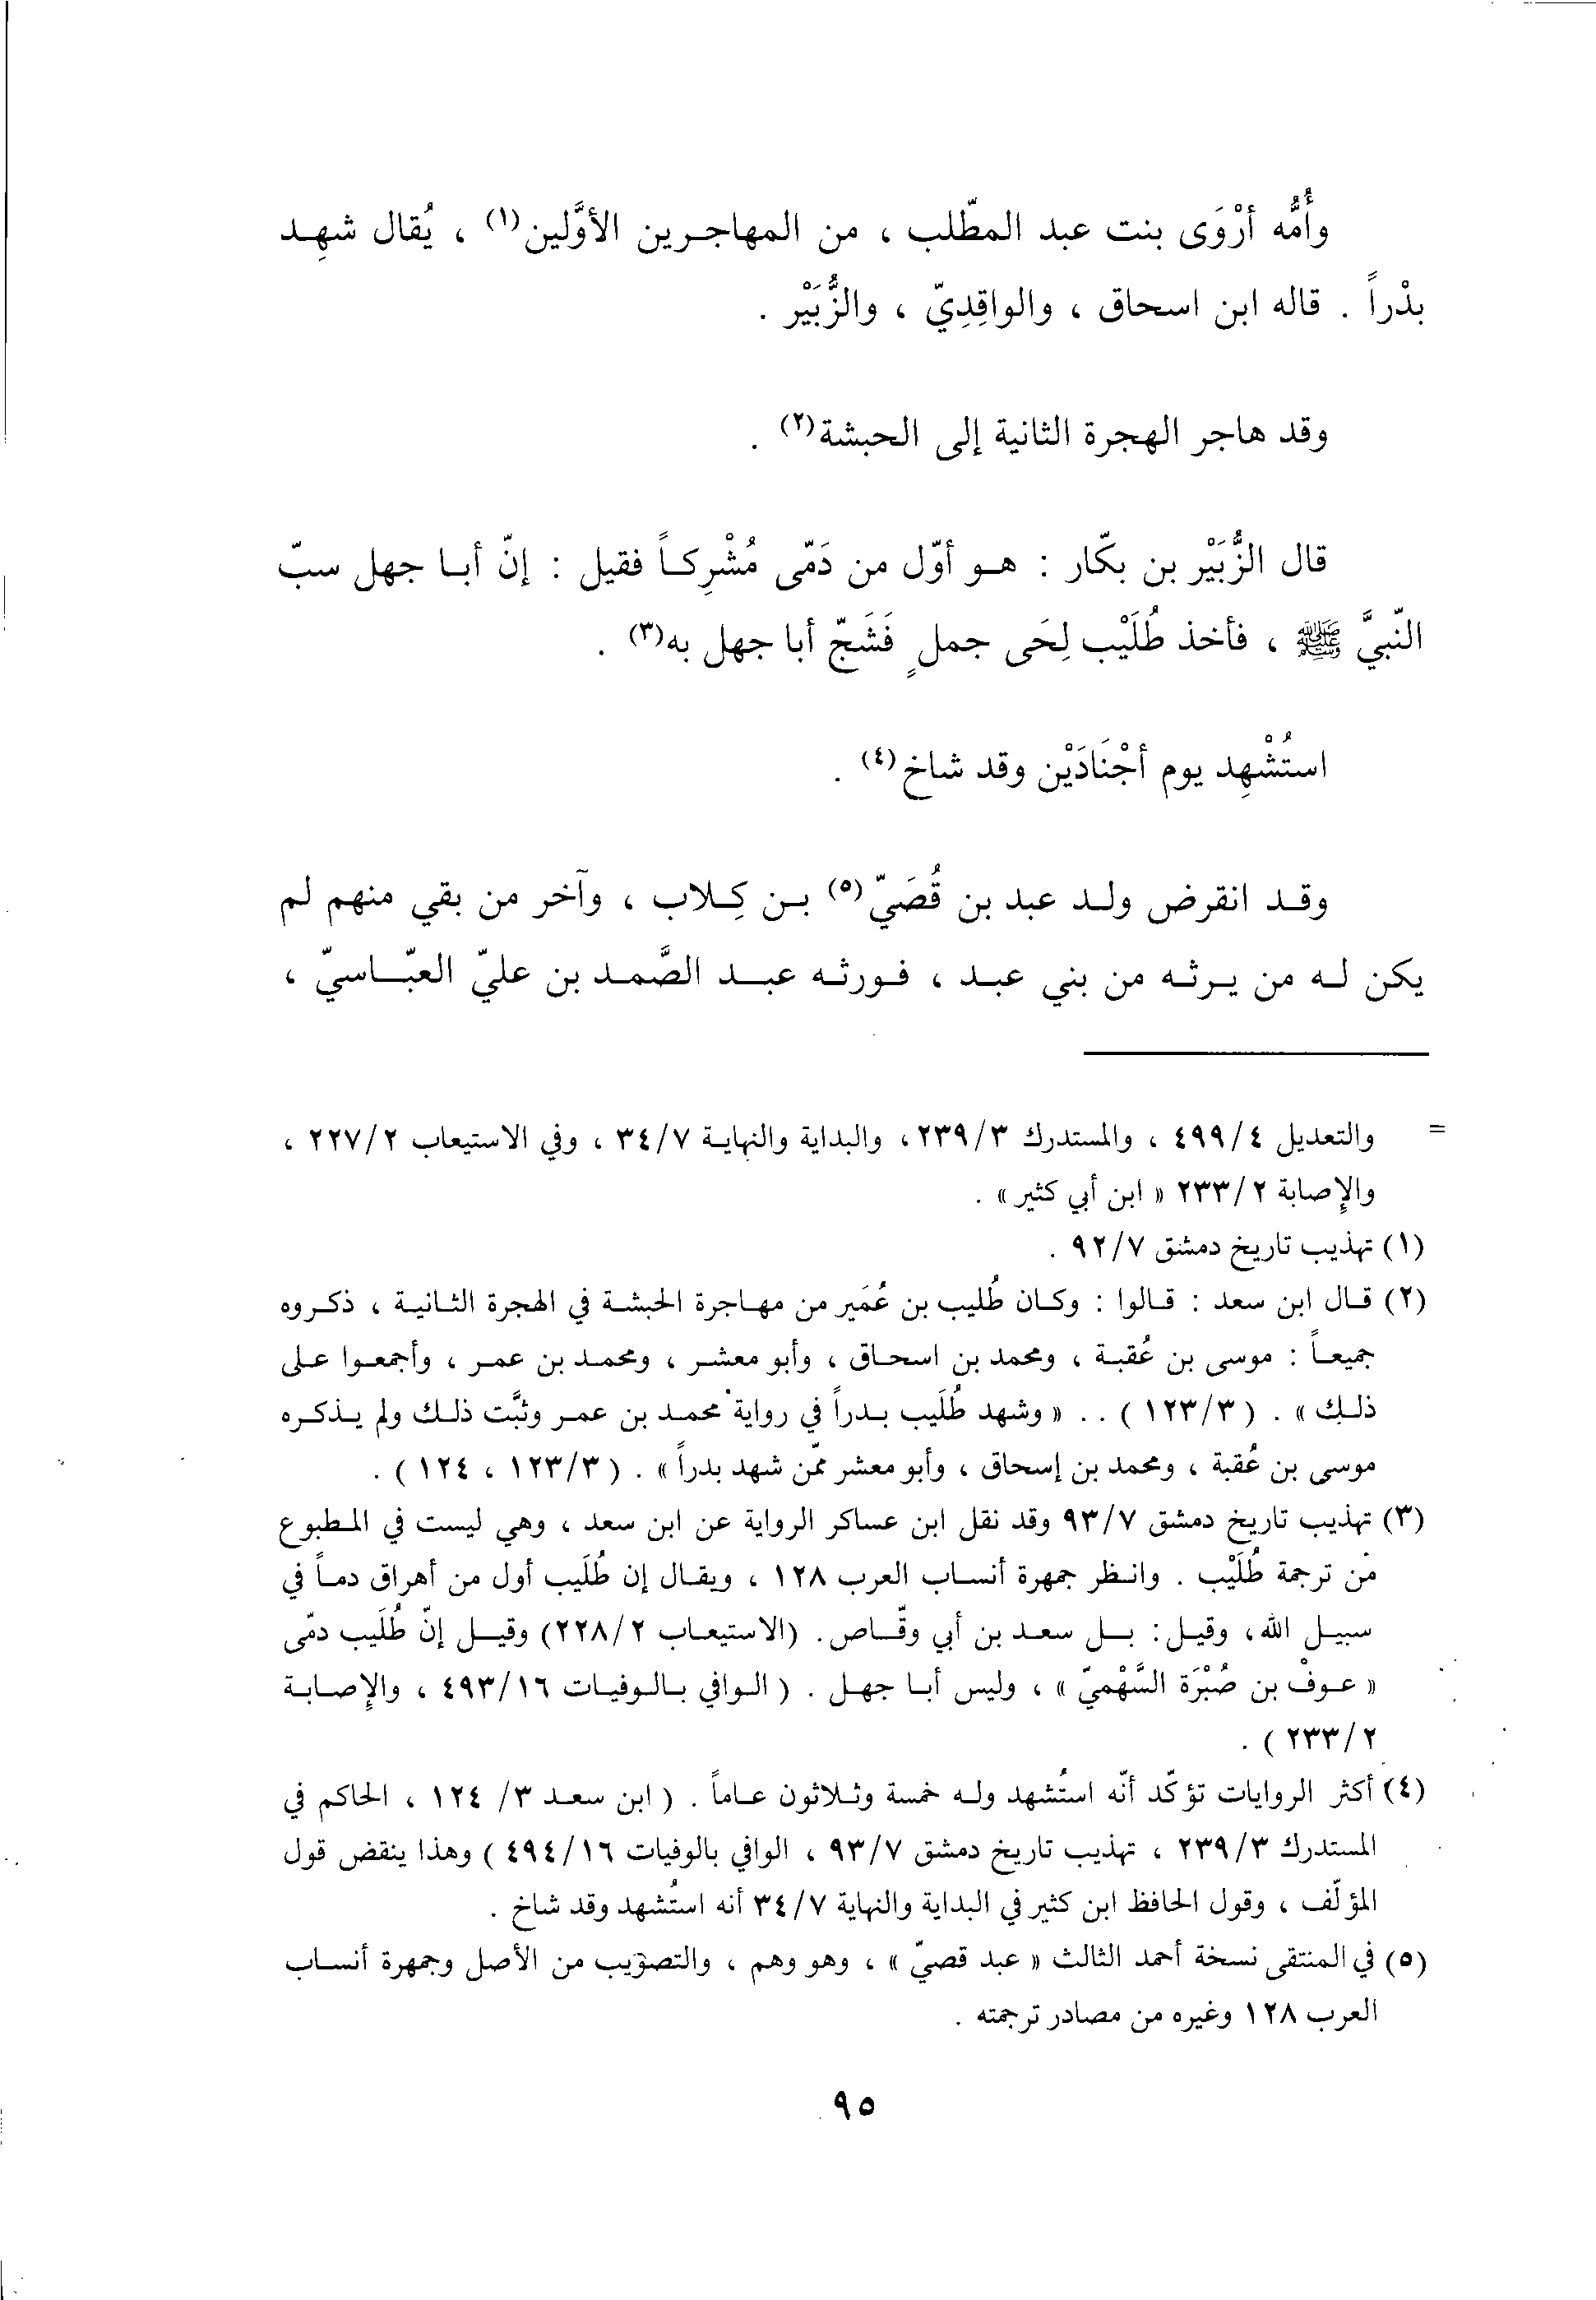 وأُمُّه أرْوَى بنت عبد المطّلب ، من المهاجرين الأوَّلين(١) ، يُقال شهِد
بدْراً . قاله ابن اسحاق ، والواقِدِيّ ، والزُّبَيْر .
وقد هاجر الهجرة الثانية إلى الحبشة(٢) .
قال الزُّبَيْر بن بكّار : هو أوّل من دَمّى مُشْرِكاً فقيل : إنّ أبا جهل سبّ
النّبيَّ ﷺ ، فأخذ طُلَيْب لِحَى جملٍ فَشَجّ أبا جهل به(٣) .
استُشْهِد يوم أجْنَادَيْن وقد شاخ(٤) .
وقد انقرض ولد عبد بن قُصَيّ(٥) بن كِلاب ، وآخر من بقي منهم لم
يكن له من يرثه من بني عبد ، فورثه عبد الصَّمد بن عليّ العبّاسيّ ،
= والتعديل ٤٩٩/٤ ، والمستدرك ٢٣٩/٣ ، والبداية والنهاية ٣٤/٧ ، وفي الاستيعاب ٢٢٧/٢ ،
والإصابة ٢٣٣/٢ « ابن أبي كثير » .
(١) تهذيب تاريخ دمشق ٩٢/٧ .
(٢) قال ابن سعد : قالوا : وكان طُليب بن عُمَير من مهاجرة الحبشة في الهجرة الثانية ، ذكروه
جميعاً : موسى بن عُقبة ، ومحمد بن اسحاق ، وأبو معشر ، ومحمد بن عمر ، وأجمعوا على
ذلك » . ( ١٢٣/٣ ) . . « وشهد طُلَيب بدراً في رواية محمد بن عمر وثبَّت ذلك ولم يذكره
موسى بن عُقبة ، ومحمد بن إسحاق ، وأبو معشر ممّن شهد بدراً » . ( ١٢٣/٣ ، ١٢٤ ) .
(٣) تهذيب تاريخ دمشق ٩٣/٧ وقد نقل ابن عساكر الرواية عن ابن سعد ، وهي ليست في المطبوع
من ترجمة طُلَيْب . وانظر جمهرة أنساب العرب ١٢٨ ، ويقال إن طُلَيب أول من أهراق دماً في
سبيل الله، وقيل: بل سعد بن أبي وقّاص. (الاستيعاب ٢٢٨/٢) وقيل إنّ طُلَيب دمّى
« عوفْ بن صُبْرَة السَّهْميّ » ، وليس أبا جهل . ( الوافي بالوفيات ٤٩٣/١٦ ، والإصابة
٢٣٣/٢ ) .
(٤) أكثر الروايات تؤكّد أنّه استُشهد وله خمسة وثلاثون عاماً . ( ابن سعد ٣/ ١٢٤ ، الحاكم في
المستدرك ٢٣٩/٣ ، تهذيب تاريخ دمشق ٩٣/٧ ، الوافي بالوفيات ٤٩٤/١٦ ) وهذا ينقض قول
المؤلّف ، وقول الحافظ ابن كثير في البداية والنهاية ٣٤/٧ أنه استُشهد وقد شاخ .
(٥) في المنتقى نسخة أحمد الثالث « عبد قصيّ » ، وهو وهم ، والتصويب من الأصل وجمهرة أنساب
العرب ١٢٨ وغيره من مصادر ترجمته .
٩٥